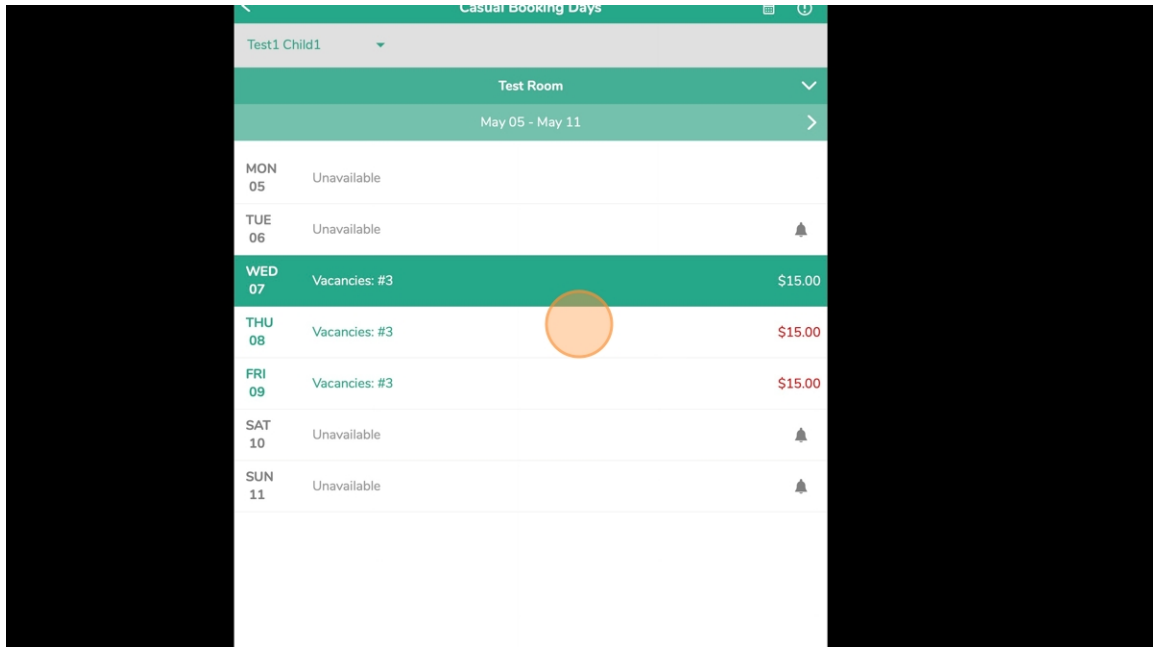 Casual Booking Days
Test1 Child1
Test Room
May 05 - May 11
MON
05
Unavailable
TUE
06
Unavailable
WED
07
Vacancies: #3
$15.00
THU
08
Vacancies: #3
$15.00
FRI
09
Vacancies: #3
$15.00
SAT
10
Unavailable
SUN
11
Unavailable